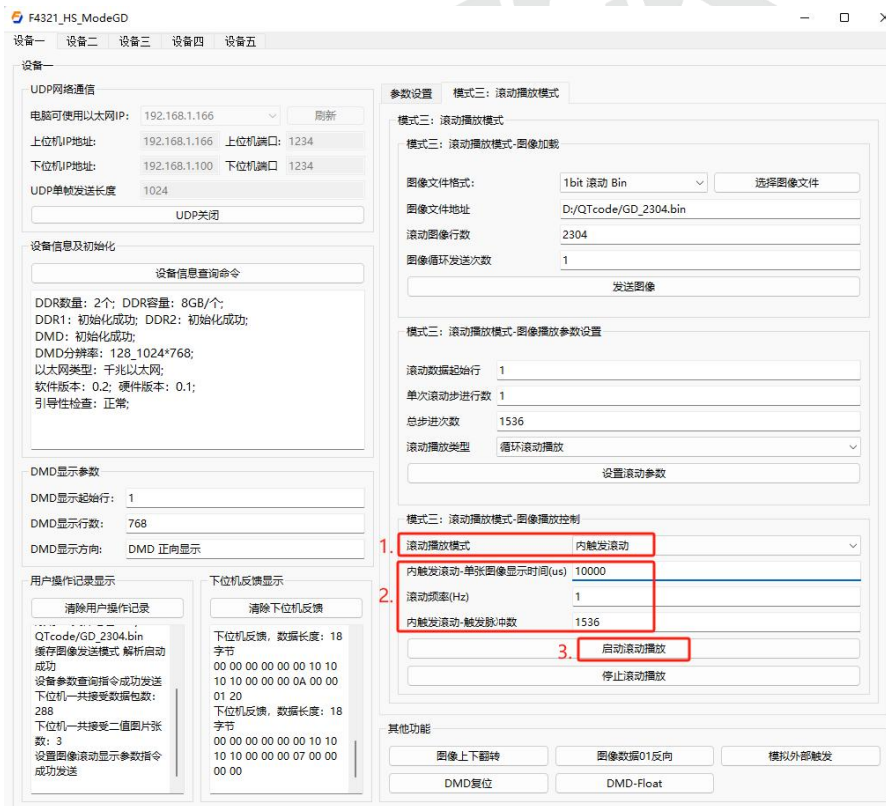 F4321_HS_ModeGD
设备一 设备二 设备三 设备四 设备五
设备一
UDP网络通信
电脑可使用以太网IP: 192.168.1.166 刷新
上位机IP地址: 192.168.1.166 上位机端口: 1234
下位机IP地址: 192.168.1.100 下位机端口 1234
UDP单帧发送长度 1024
UDP关闭
设备信息及初始化
设备信息查询命令
DDR数量: 2个; DDR容量: 8GB/个;
DDR1: 初始化成功; DDR2: 初始化成功;
DMD: 初始化成功;
DMD分辨率: 128_1024*768;
以太网类型: 千兆以太网;
软件版本: 0.2; 硬件版本: 0.1;
引导性检查: 正常;
DMD显示参数
DMD显示起始行: 1
DMD显示行数: 768
DMD显示方向: DMD 正向显示
用户操作记录显示
清除用户操作记录
QTcode/GD_2304.bin
缓存图像发送模式 解析启动
成功
设备参数查询指令成功发送
下位机一共接受数据包数:
288
下位机一共接受二值图片张
数: 3
设置图像滚动显示参数指令
成功发送
下位机反馈显示
清除下位机反馈
下位机反馈, 数据长度: 18
字节
00 00 00 00 00 00 10 10
10 10 00 00 00 0A 00 00
01 20
下位机反馈, 数据长度: 18
字节
00 00 00 00 00 00 10 10
10 10 00 00 00 07 00 00
00 00
参数设置 模式三: 滚动播放模式
模式三: 滚动播放模式
模式三: 滚动播放模式-图像加载
图像文件格式: 1bit 滚动 Bin 选择图像文件
图像文件地址 D:/QTcode/GD_2304.bin
滚动图像行数 2304
图像循环发送次数 1
发送图像
模式三: 滚动播放模式-图像播放参数设置
滚动数据起始行 1
单次滚动步进行数 1
总步进次数 1536
滚动播放类型 循环滚动播放
设置滚动参数
模式三: 滚动播放模式-图像播放控制
1. 滚动播放模式 内触发滚动
内触发滚动-单张图像显示时间(us) 10000
2. 滚动频率(Hz) 1
内触发滚动-触发脉冲数 1536
3. 启动滚动播放
停止滚动播放
其他功能
图像上下翻转 图像数据01反向 模拟外部触发
DMD复位 DMD-Float